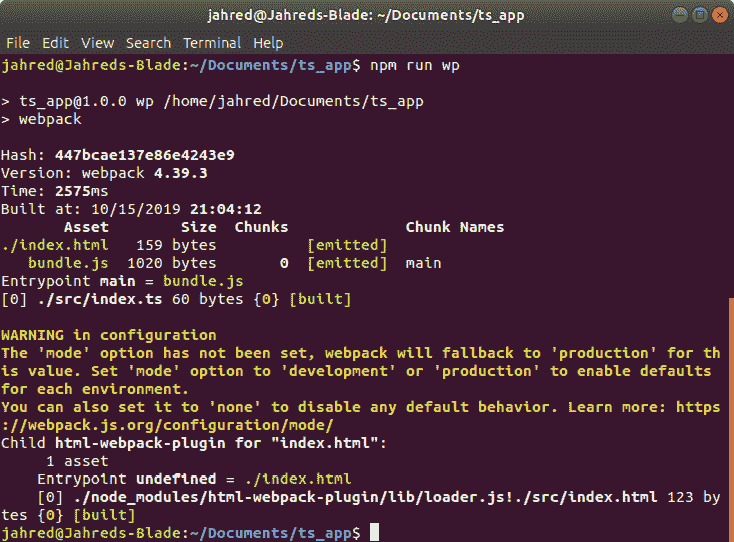 jahred@Jahreds-Blade: ~/Documents/ts_app
File Edit View Search Terminal Help
jahred@Jahreds-Blade:~/Documents/ts_app$ npm run wp
> ts_app@1.0.0 wp /home/jahred/Documents/ts_app
> webpack
Hash: 447bcae137e86e4243e9
Version: webpack 4.39.3
Time: 2575ms
Built at: 10/15/2019 21:04:12
Asset Size Chunks Chunk Names
./index.html 159 bytes [emitted]
bundle.js 1020 bytes 0 [emitted] main
Entrypoint main = bundle.js
[0] ./src/index.ts 60 bytes {0} [built]
WARNING in configuration
The 'mode' option has not been set, webpack will fallback to 'production' for th
is value. Set 'mode' option to 'development' or 'production' to enable defaults
for each environment.
You can also set it to 'none' to disable any default behavior. Learn more: https
://webpack.js.org/configuration/mode/
Child html-webpack-plugin for "index.html":
1 asset
Entrypoint undefined = ./index.html
[0] ./node_modules/html-webpack-plugin/lib/loader.js!./src/index.html 123 by
tes {0} [built]
jahred@Jahreds-Blade:~/Documents/ts_app$